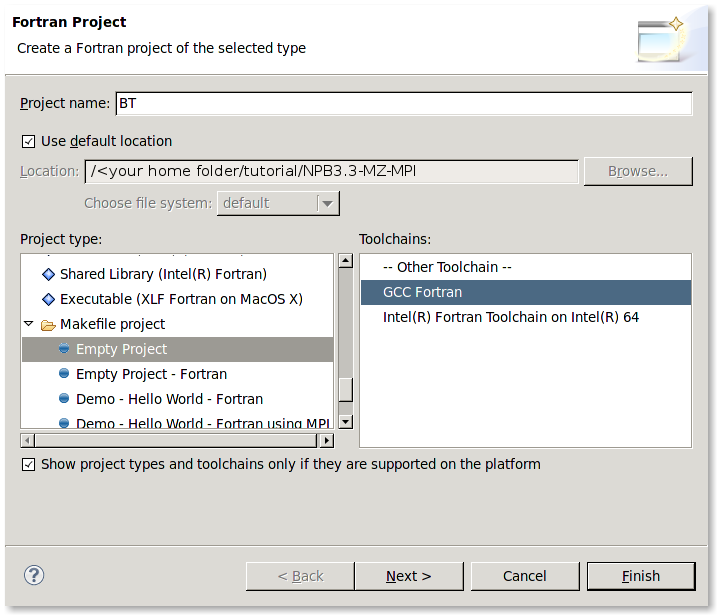 Fortran Project
Create a Fortran project of the selected type
Project name: BT
Use default location
Location: /<your home folder/tutorial/NPB3.3-MZ-MPI Browse...
Choose file system: default
Project type:
Shared Library (Intel(R) Fortran)
Executable (XLF Fortran on MacOS X)
Makefile project
Empty Project
Empty Project - Fortran
Demo - Hello World - Fortran
Demo - Hello World - Fortran using MPI
Toolchains:
-- Other Toolchain --
GCC Fortran
Intel(R) Fortran Toolchain on Intel(R) 64
Show project types and toolchains only if they are supported on the platform
? < Back Next > Cancel Finish